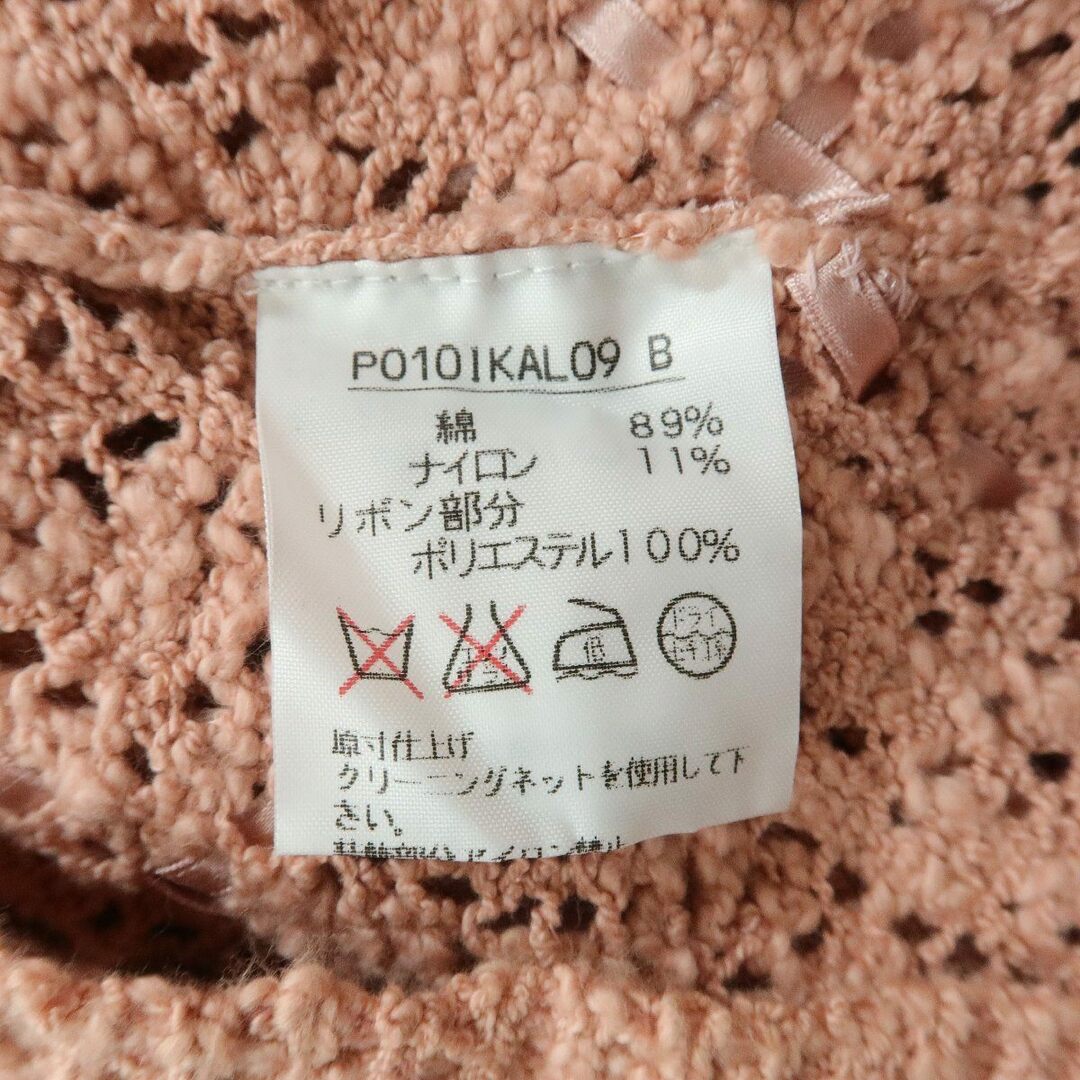 P0101KAL09 B
綿 89%
ナイロン 11%
リボン部分
ポリエステル100%
低
ドライ
原寸仕上げ
クリーニングネットを使用して下
さい。